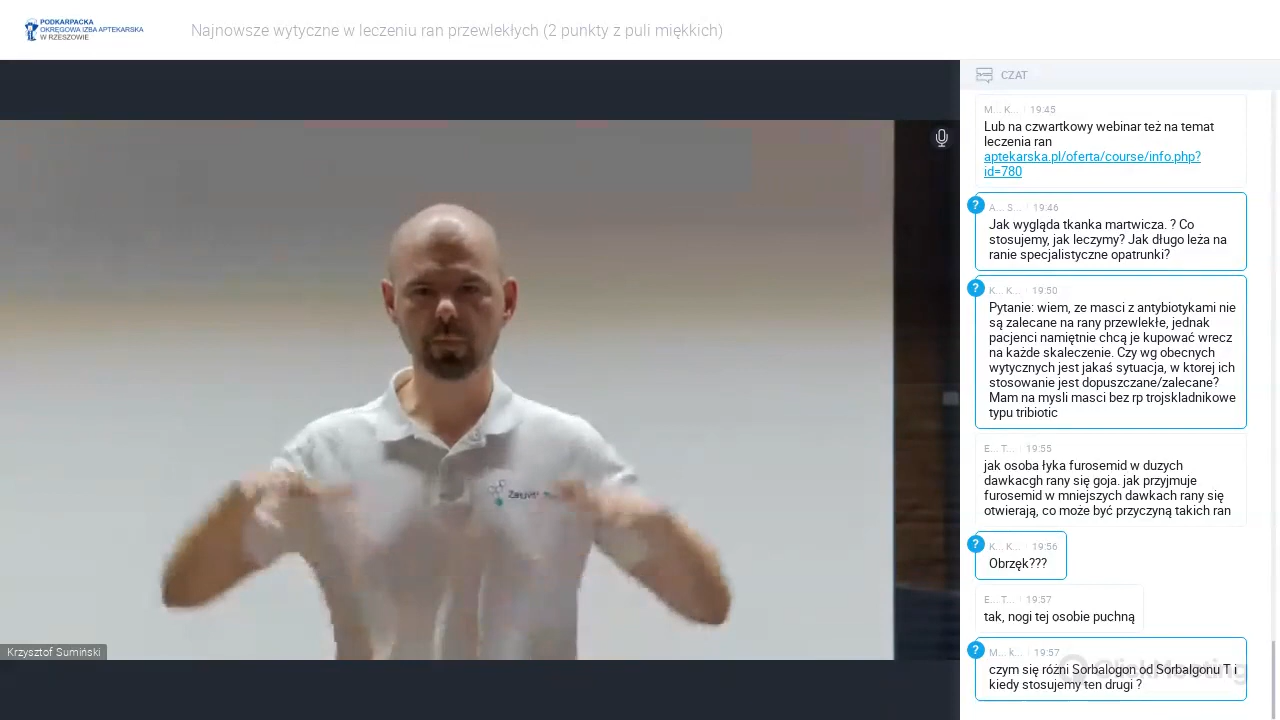 PODKARPACKA
OKRĘGOWA IZBA APTEKARSKA
W RZESZOWIE
Najnowsze wytyczne w leczeniu ran przewlekłych (2 punkty z puli miękkich)
CZAT
M... K... 19:45
Lub na czwartkowy webinar też na temat
leczenia ran
aptekarska.pl/oferta/course/info.php?
id=780
?
A... S... 19:46
Jak wygląda tkanka martwicza. ? Co
stosujemy, jak leczymy? Jak długo leża na
ranie specjalistyczne opatrunki?
?
K... K... 19:50
Pytanie: wiem, ze masci z antybiotykami nie
są zalecane na rany przewlekłe, jednak
pacjenci namiętnie chcą je kupować wrecz
na każde skaleczenie. Czy wg obecnych
wytycznych jest jakaś sytuacja, w ktorej ich
stosowanie jest dopuszczane/zalecane?
Mam na mysli masci bez rp trojskladnikowe
typu tribiotic
E... T... 19:55
jak osoba łyka furosemid w duzych
dawkacgh rany się goja. jak przyjmuje
furosemid w mniejszych dawkach rany się
otwierają, co może być przyczyną takich ran
?
K... K... 19:56
Obrzęk???
E... T... 19:57
tak, nogi tej osobie puchną
?
M... k... 19:57
czym się różni Sorbalogon od Sorbalgonu T i
kiedy stosujemy ten drugi ?
ClickMeeting
Krzysztof Sumiński